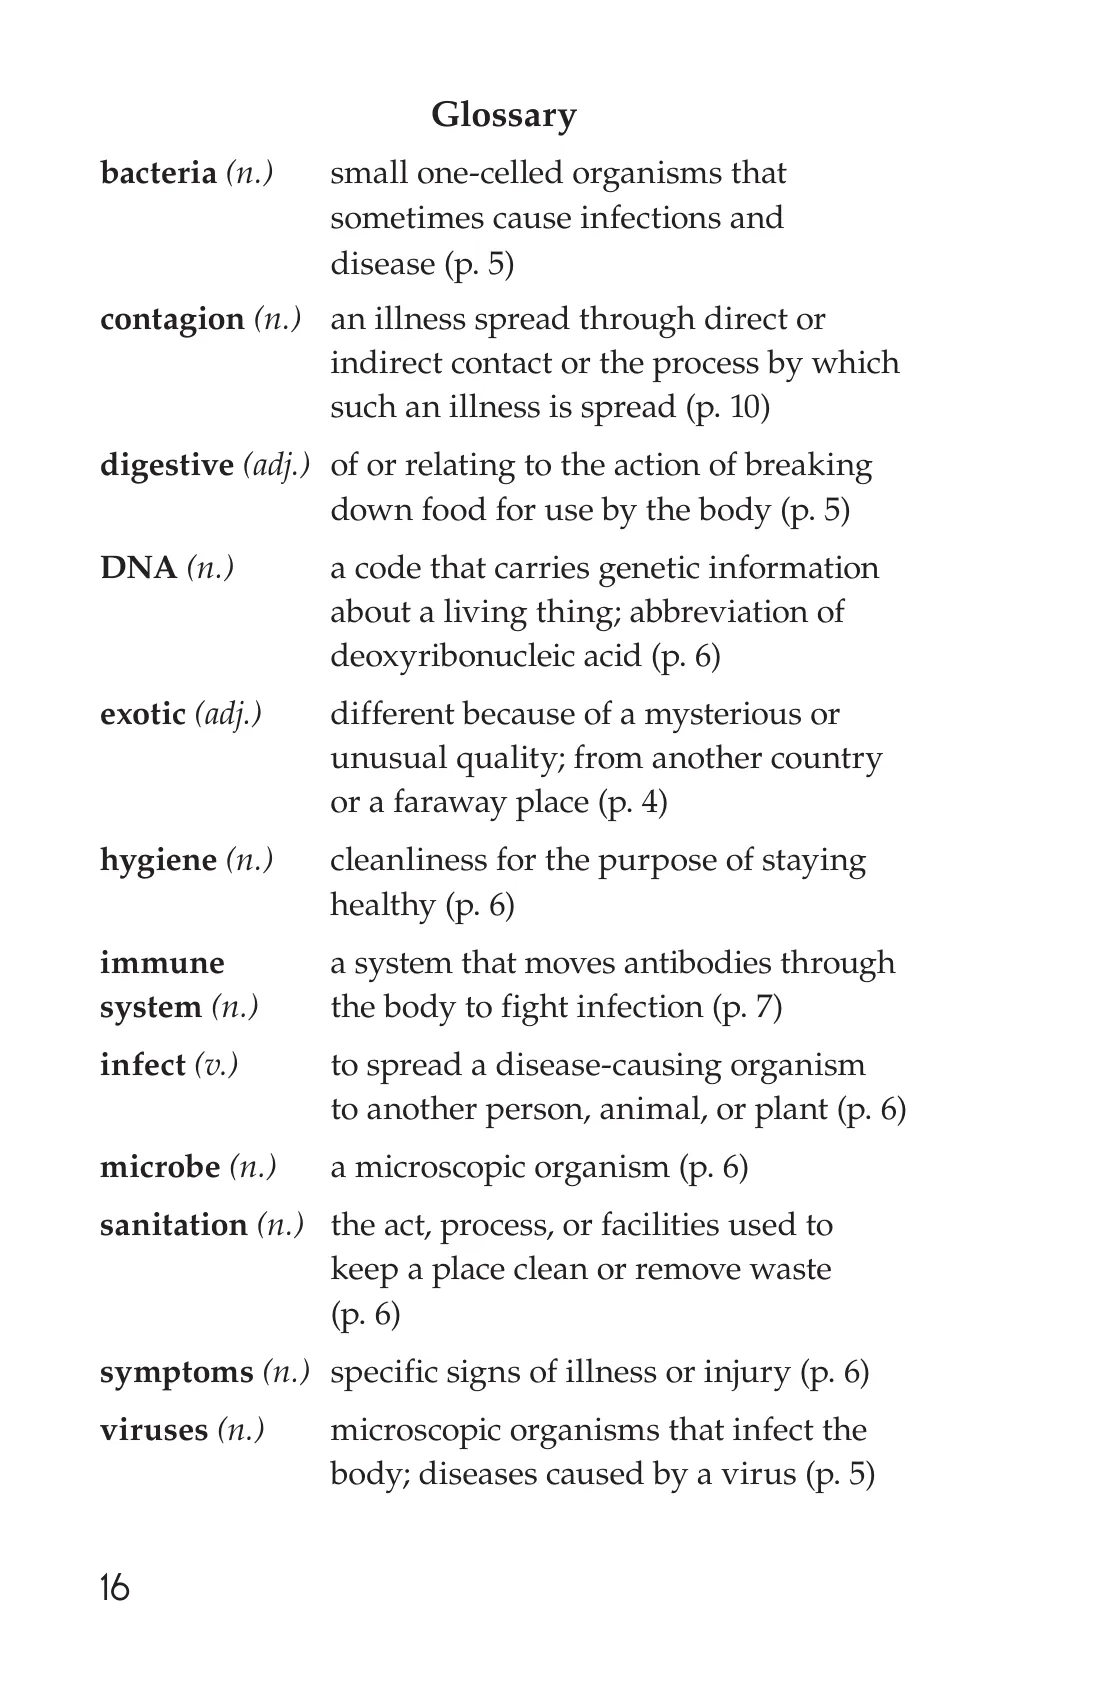 Glossary
bacteria (n.) small one-celled organisms that
sometimes cause infections and
disease (p. 5)
contagion (n.) an illness spread through direct or
indirect contact or the process by which
such an illness is spread (p. 10)
digestive (adj.) of or relating to the action of breaking
down food for use by the body (p. 5)
DNA (n.) a code that carries genetic information
about a living thing; abbreviation of
deoxyribonucleic acid (p. 6)
exotic (adj.) different because of a mysterious or
unusual quality; from another country
or a faraway place (p. 4)
hygiene (n.) cleanliness for the purpose of staying
healthy (p. 6)
immune a system that moves antibodies through
system (n.) the body to fight infection (p. 7)
infect (v.) to spread a disease-causing organism
to another person, animal, or plant (p. 6)
microbe (n.) a microscopic organism (p. 6)
sanitation (n.) the act, process, or facilities used to
keep a place clean or remove waste
(p. 6)
symptoms (n.) specific signs of illness or injury (p. 6)
viruses (n.) microscopic organisms that infect the
body; diseases caused by a virus (p. 5)
16